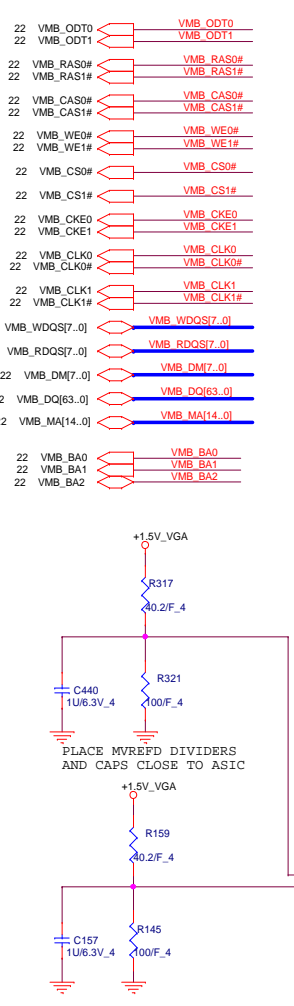 22 VMB_ODT0 VMB_ODT0
22 VMB_ODT1 VMB_ODT1
22 VMB_RAS0# VMB_RAS0#
22 VMB_RAS1# VMB_RAS1#
22 VMB_CAS0# VMB_CAS0#
22 VMB_CAS1# VMB_CAS1#
22 VMB_WE0# VMB_WE0#
22 VMB_WE1# VMB_WE1#
22 VMB_CS0# VMB_CS0#
22 VMB_CS1# VMB_CS1#
22 VMB_CKE0 VMB_CKE0
22 VMB_CKE1 VMB_CKE1
22 VMB_CLK0 VMB_CLK0
22 VMB_CLK0# VMB_CLK0#
22 VMB_CLK1 VMB_CLK1
22 VMB_CLK1# VMB_CLK1#
VMB_WDQS[7..0] VMB_WDQS[7..0]
VMB_RDQS[7..0] VMB_RDQS[7..0]
22 VMB_DM[7..0] VMB_DM[7..0]
2 VMB_DQ[63..0] VMB_DQ[63..0]
22 VMB_MA[14..0] VMB_MA[14..0]
22 VMB_BA0 VMB_BA0
22 VMB_BA1 VMB_BA1
22 VMB_BA2 VMB_BA2
+1.5V_VGA
R317
40.2/F_4
C440
1U/6.3V_4
R321
100/F_4
PLACE MVREFD DIVIDERS
AND CAPS CLOSE TO ASIC
+1.5V_VGA
R159
40.2/F_4
C157
1U/6.3V_4
R145
100/F_4